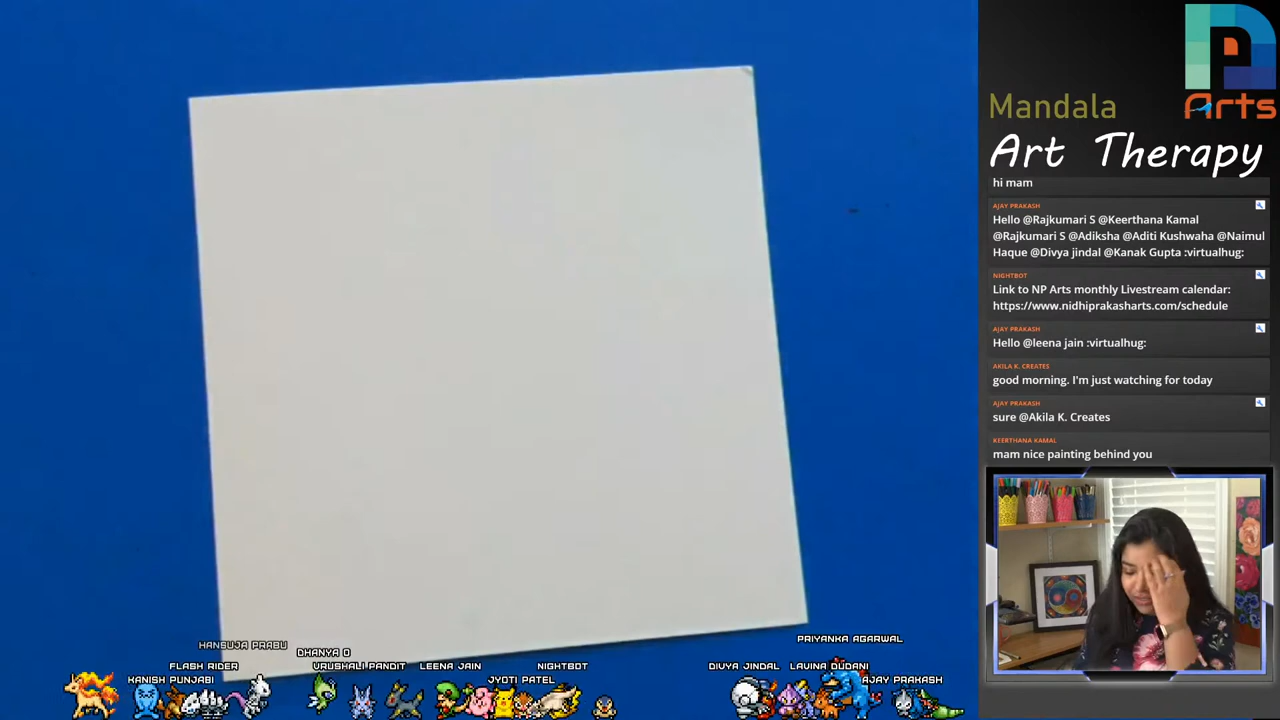 Mandala
Arts
Art Therapy
hi mam
AJAY PRAKASH
Hello @Rajkumari S @Keerthana Kamal
@Rajkumari S @Adiksha @Aditi Kushwaha @Naimul
Haque @Divya jindal @Kanak Gupta :virtualhug:
NIGHTBOT
Link to NP Arts monthly Livestream calendar:
https://www.nidhiprakasharts.com/schedule
AJAY PRAKASH
Hello @leena jain :virtualhug:
AKILA K. CREATES
good morning. I'm just watching for today
AJAY PRAKASH
sure @Akila K. Creates
KEERTHANA KAMAL
mam nice painting behind you
HANSUJA PRABU
DHANYA O
PRIYANKA AGARWAL
FLASH RIDER
VRUSHALI PANDIT
LEENA JAIN
NIGHTBOT
DIVYA JINDAL
LAVINA DUDANI
KANISH PUNJABI
JYOTI PATEL
AJAY PRAKASH